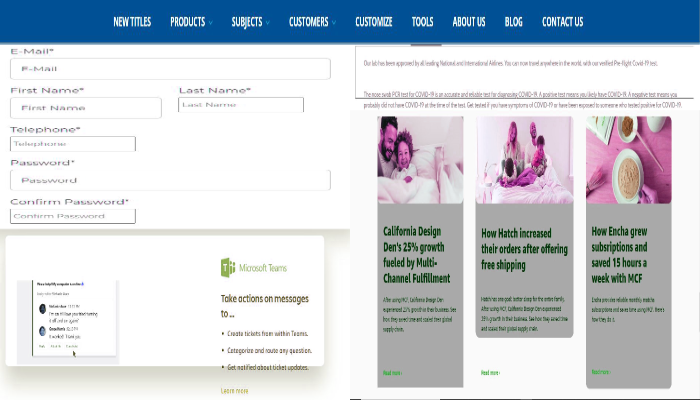 NEW TITLES PRODUCTS SUBJECTS CUSTOMERS CUSTOMIZE TOOLS ABOUT US BLOG CONTACT US
E-Mail*
E-Mail
First Name*
Last Name*
First Name
Last Name
Telephone*
Telephone
Password*
Password
Confirm Password*
Confirm Password
Our lab has been approved by all leading National and International Airlines. You can now travel anywhere in the world, with our verified Pre-flight Covid-19 test.
The nose swab PCR test for COVID-19 is an accurate and reliable test for diagnosing COVID-19. A positive test means you likely have COVID-19. A negative test means you
probably did not have COVID-19 at the time of the test. Get tested if you have symptoms of COVID-19 or have been exposed to someone who tested positive for COVID-19.
Microsoft Teams
Take actions on messages
to ...
• Create tickets from within Teams.
• Categorize and route any question.
• Get notified about ticket updates.
Learn more
California Design
Den's 25% growth
fueled by Multi-
Channel Fulfillment
After using MCF, California Design Den
experienced 25% growth in their business. See
how they saved time and scaled their global
supply chain.
Read more ›
How Hatch increased
their orders after offering
free shipping
Hatch has one goal: better sleep for the entire family.
After using MCF, California Design Den experienced
25% growth in their business. See how they saved time
and scaled their global supply chain.
Read more ›
How Encha grew
subsriptions and
saved 15 hours a
week with MCF
Encha provides reliable monthly matcha
subscriptions and saves time using MCF. Here's
how they do it.
Read more ›